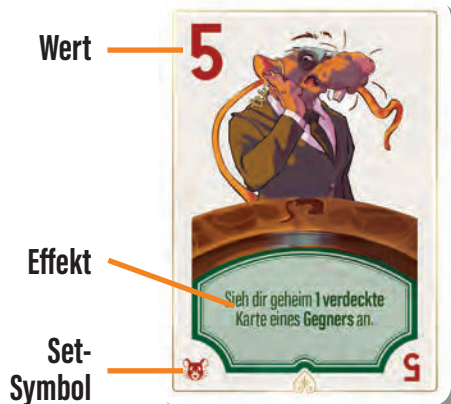 Wert
5
Effekt
Sieh dir geheim 1 verdeckte
Karte eines Gegners an.
Set-
Symbol
5